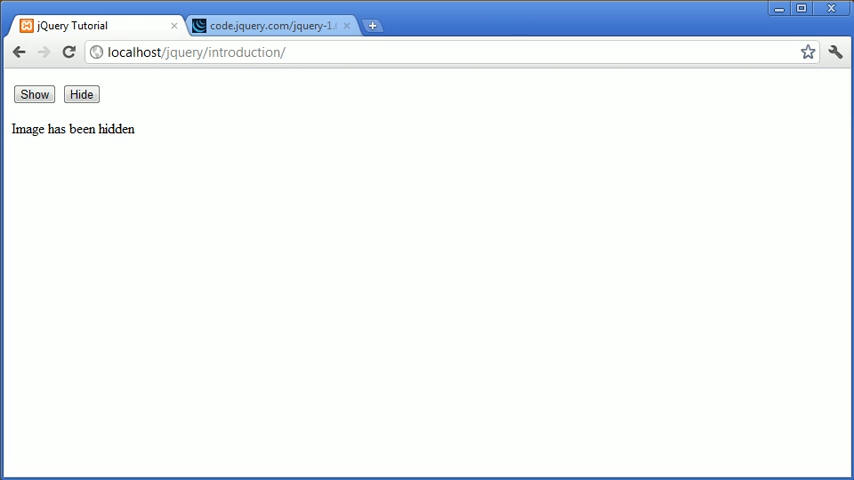 jQuery Tutorial
code.jquery.com/jquery-1.
localhost/jquery/introduction/
Show Hide
Image has been hidden